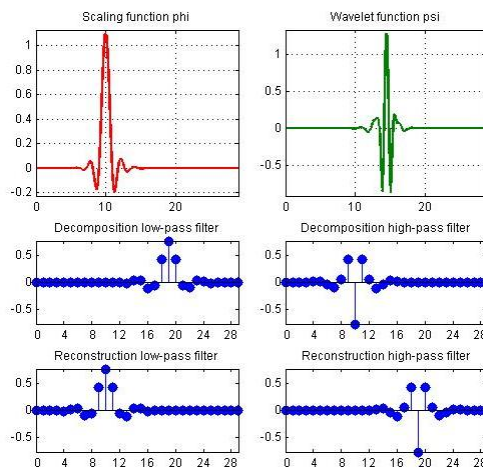 Scaling function phi
Wavelet function psi
1
0.8
0.6
0.4
0.2
0
-0.2
0 10 20
1
0.5
0
-0.5
0 10 20
Decomposition low-pass filter
Decomposition high-pass filter
0.5
0
-0.5
0 4 8 12 16 20 24 28
0.5
0
-0.5
0 4 8 12 16 20 24 28
Reconstruction low-pass filter
Reconstruction high-pass filter
0.5
0
-0.5
0 4 8 12 16 20 24 28
0.5
0
-0.5
0 4 8 12 16 20 24 28